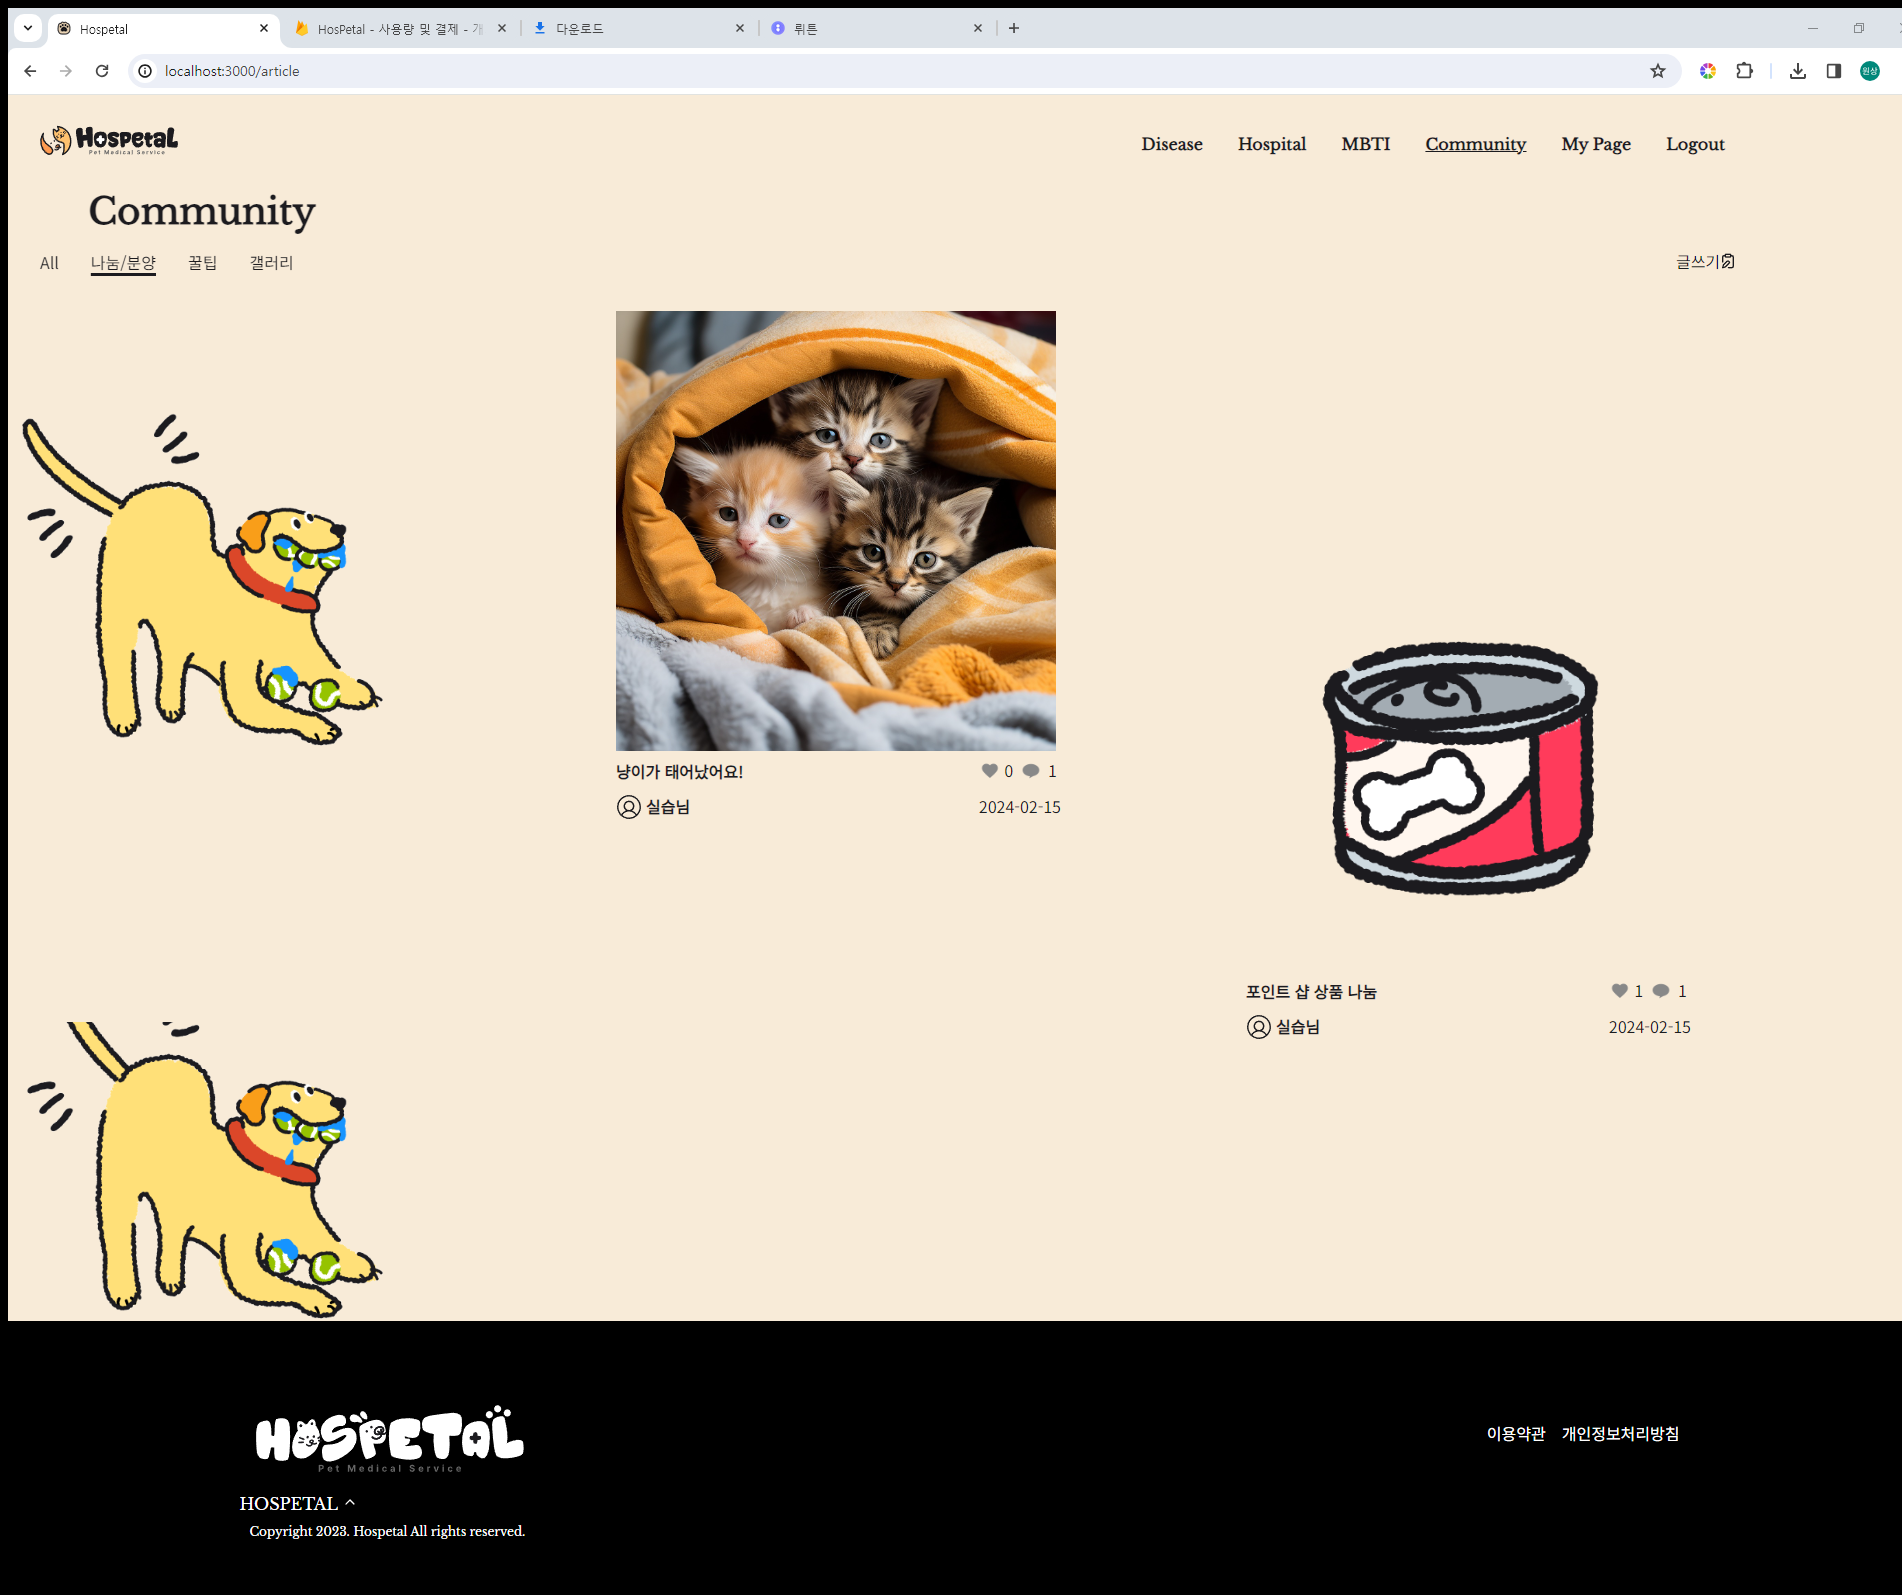 Hospetal
HosPetal - 사용량 및 결제 - 개
다운로드
뤼튼
localhost:3000/article
원상
Hospetal
Pet Medical Service
Disease
Hospital
MBTI
Community
My Page
Logout
Community
All
나눔/분양
꿀팁
갤러리
글쓰기
냥이가 태어났어요!
0
1
실습님
2024-02-15
포인트 샵 상품 나눔
1
1
실습님
2024-02-15
HOSPETAL
Pet Medical Service
이용약관
개인정보처리방침
HOSPETAL
Copyright 2023. Hospetal All rights reserved.